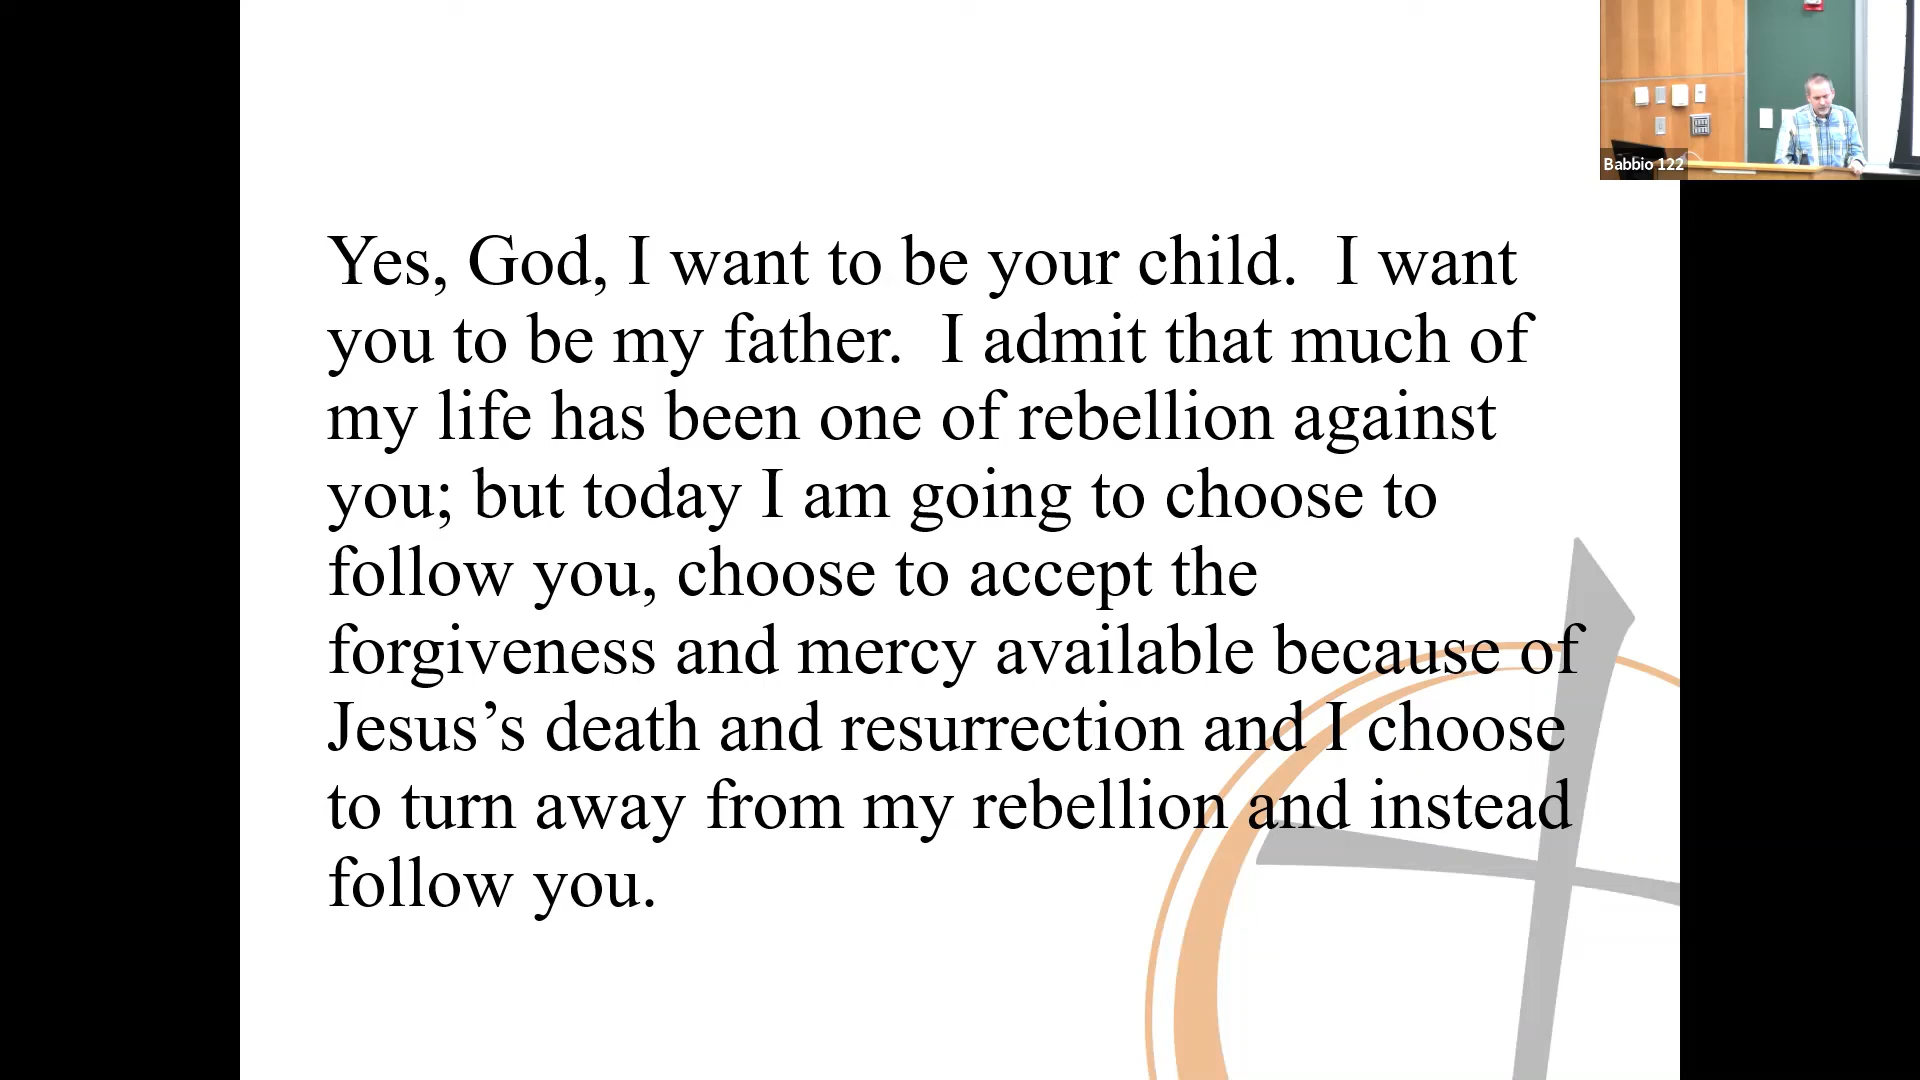 Babbio 122
Yes, God, I want to be your child.  I want
you to be my father.  I admit that much of
my life has been one of rebellion against
you; but today I am going to choose to
follow you, choose to accept the
forgiveness and mercy available because of
Jesus’s death and resurrection and I choose
to turn away from my rebellion and instead
follow you.